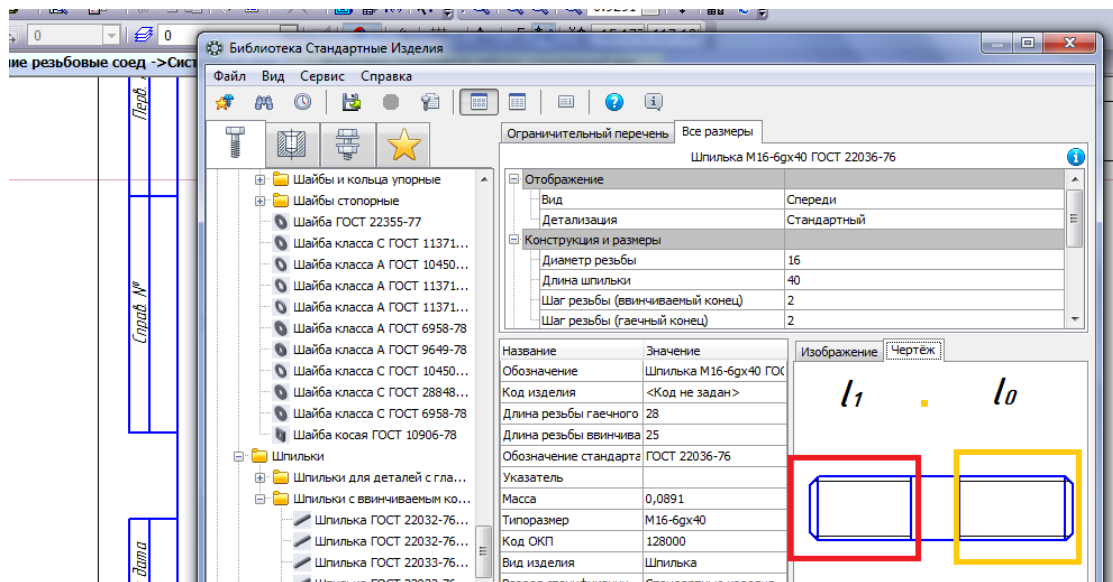 0
0
ие резьбовые соед ->Сист
Перв.
Справ. №
дата
Библиотека Стандартные Изделия
Файл Вид Сервис Справка
Шайбы и кольца упорные
Шайбы стопорные
Шайба ГОСТ 22355-77
Шайба класса С ГОСТ 11371...
Шайба класса А ГОСТ 10450...
Шайба класса А ГОСТ 11371...
Шайба класса А ГОСТ 11371...
Шайба класса А ГОСТ 6958-78
Шайба класса А ГОСТ 9649-78
Шайба класса С ГОСТ 10450...
Шайба класса С ГОСТ 28848...
Шайба класса С ГОСТ 6958-78
Шайба косая ГОСТ 10906-78
Шпильки
Шпильки для деталей с гла...
Шпильки с ввинчиваемым ко...
Шпилька ГОСТ 22032-76...
Шпилька ГОСТ 22032-76...
Шпилька ГОСТ 22033-76...
Ограничительный перечень Все размеры
Шпилька М16-6gx40 ГОСТ 22036-76
Отображение
Вид Спереди
Детализация Стандартный
Конструкция и размеры
Диаметр резьбы 16
Длина шпильки 40
Шаг резьбы (ввинчиваемый конец) 2
Шаг резьбы (гаечный конец) 2
Название Значение
Обозначение Шпилька М16-6gx40 ГОС
Код изделия <Код не задан>
Длина резьбы гаечного 28
Длина резьбы ввинчива 25
Обозначение стандарта ГОСТ 22036-76
Указатель
Масса 0,0891
Типоразмер М16-6gx40
Код ОКП 128000
Вид изделия Шпилька
Изображение Чертёж
l1 . l0